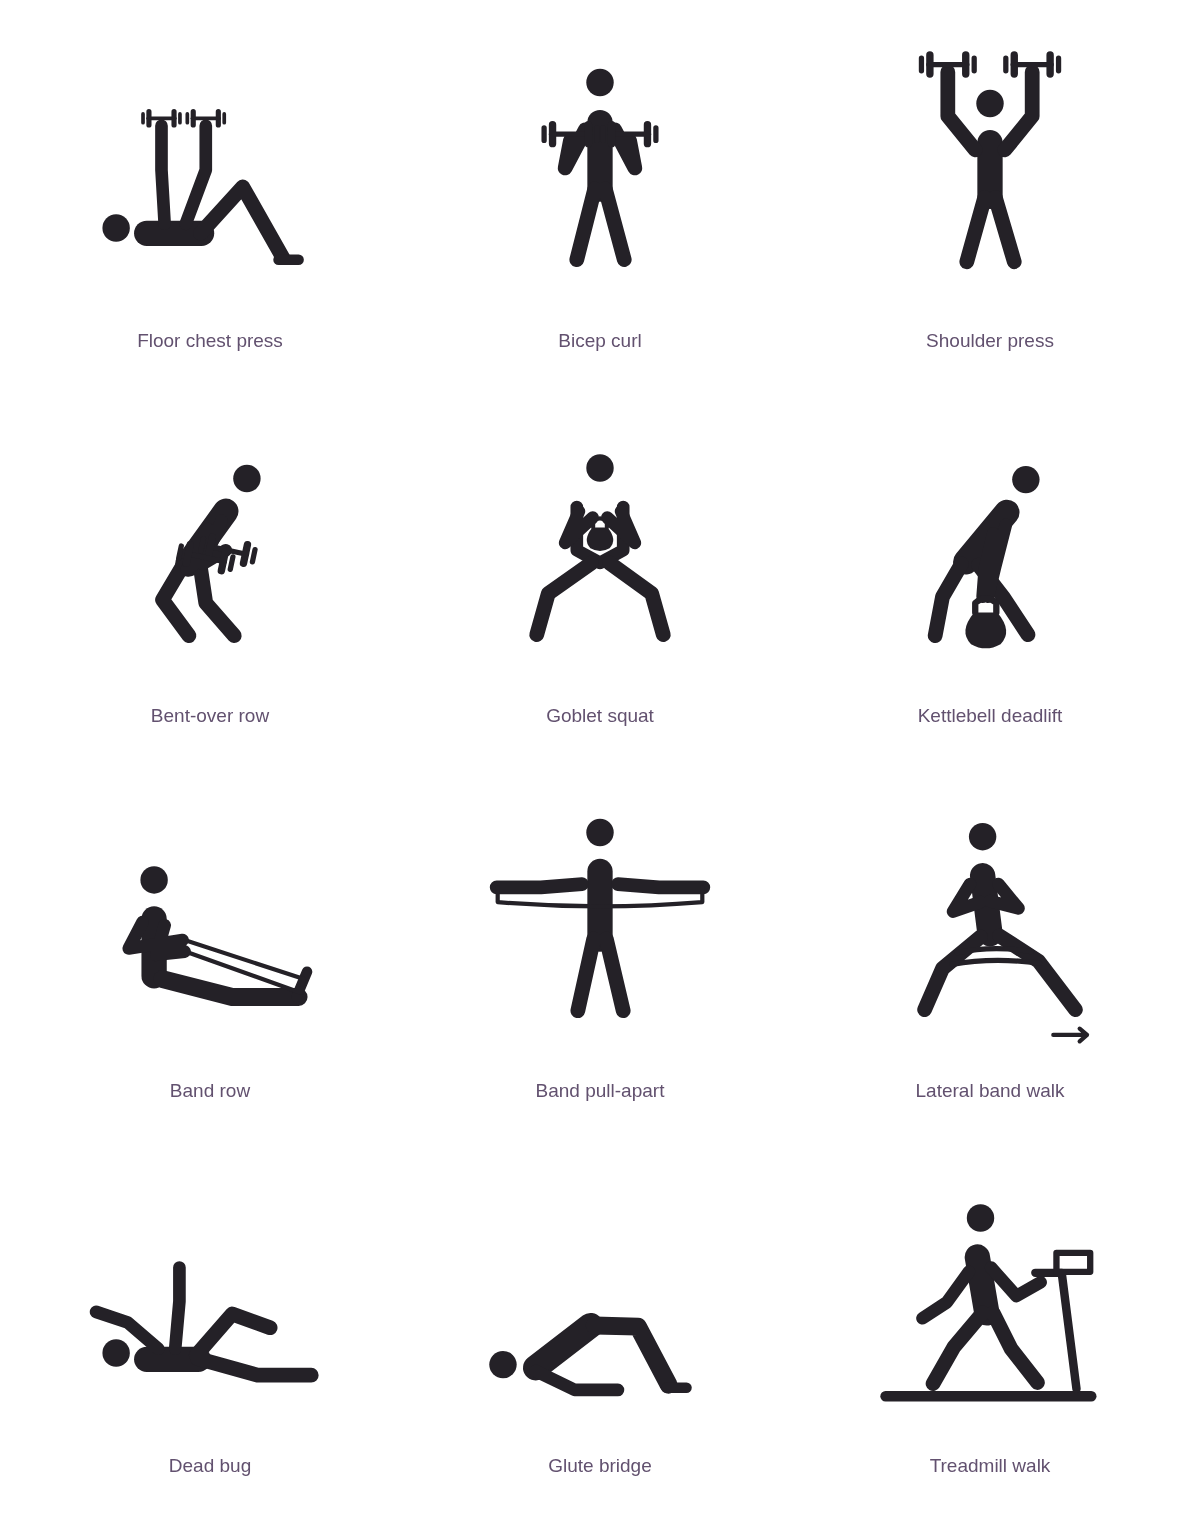 Floor chest press
Bicep curl
Shoulder press
Bent-over row
Goblet squat
Kettlebell deadlift
Band row
Band pull-apart
Lateral band walk
Dead bug
Glute bridge
Treadmill walk